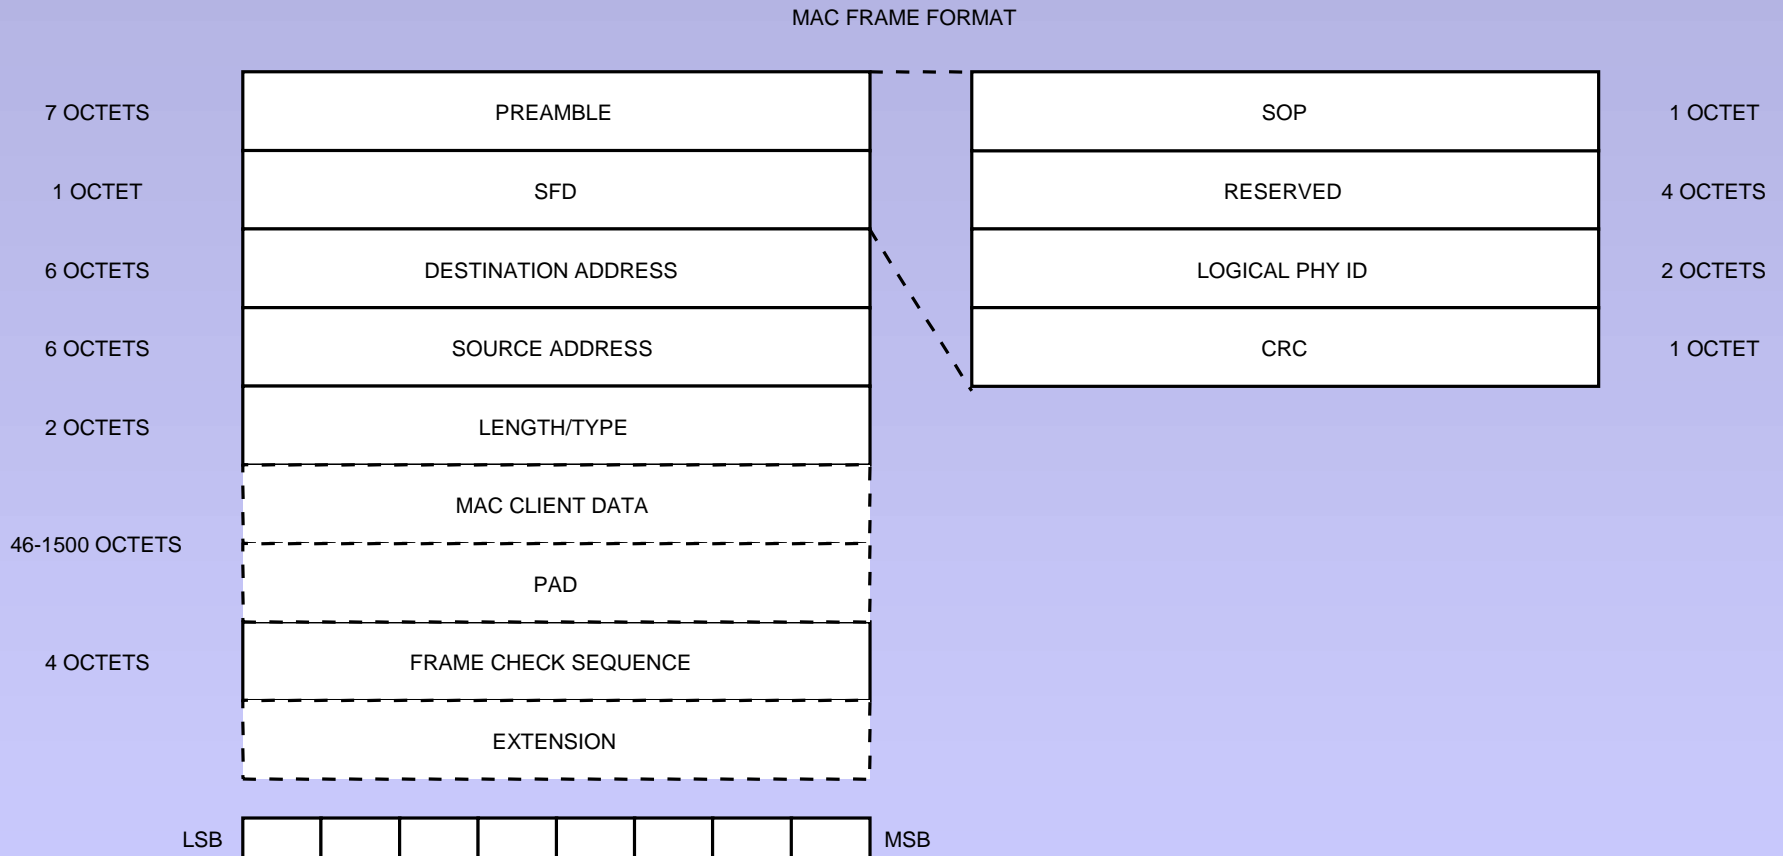 MAC FRAME FORMAT
7 OCTETS PREAMBLE SOP 1 OCTET
1 OCTET SFD RESERVED 4 OCTETS
6 OCTETS DESTINATION ADDRESS LOGICAL PHY ID 2 OCTETS
6 OCTETS SOURCE ADDRESS CRC 1 OCTET
2 OCTETS LENGTH/TYPE
MAC CLIENT DATA
46-1500 OCTETS
PAD
4 OCTETS FRAME CHECK SEQUENCE
EXTENSION
LSB MSB